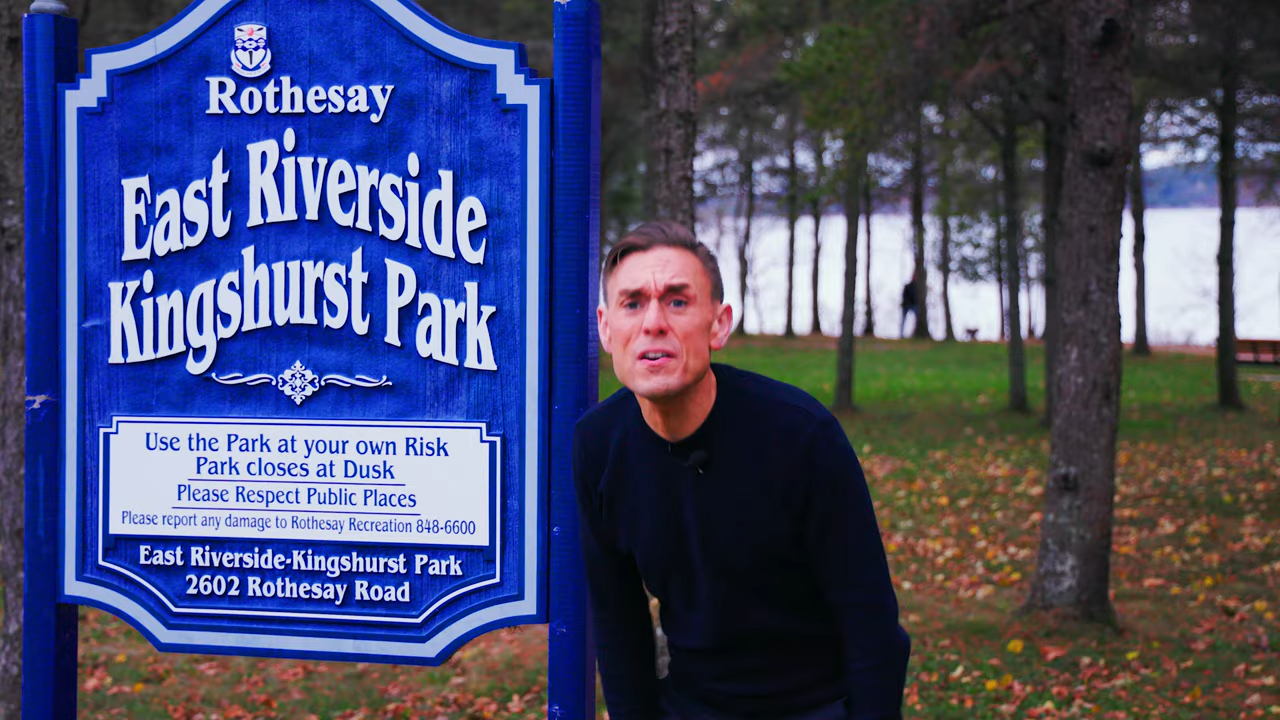 Rothesay
East Riverside
Kingshurst Park
Use the Park at your own Risk
Park closes at Dusk
Please Respect Public Places
Please report any damage to Rothesay Recreation 848-6600
East Riverside-Kingshurst Park
2602 Rothesay Road